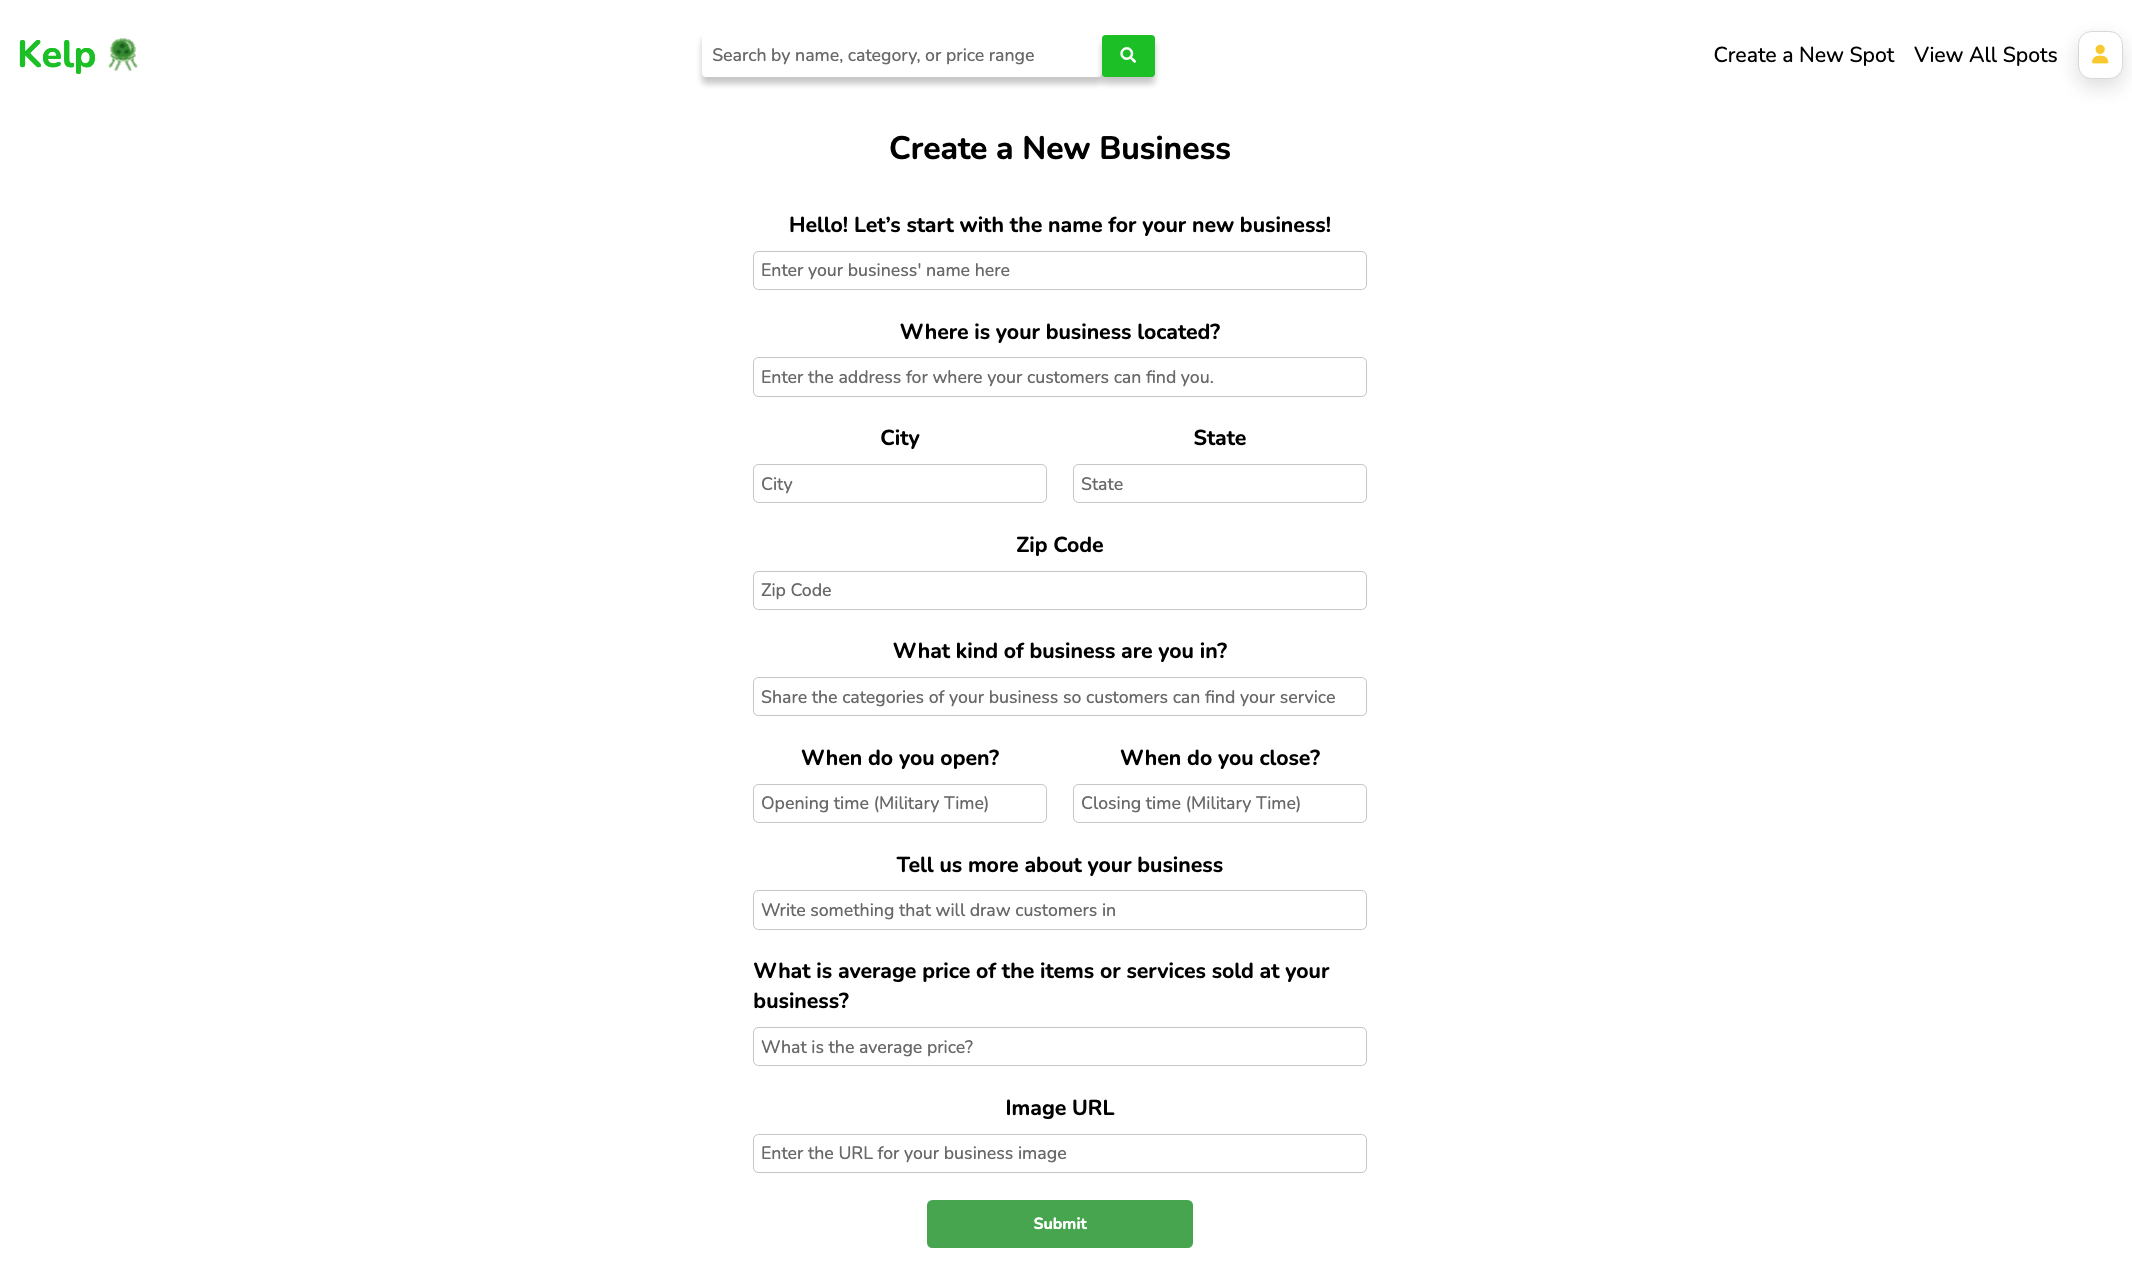 Kelp
Search by name, category, or price range
Create a New Spot
View All Spots
Create a New Business
Hello! Let’s start with the name for your new business!
Enter your business' name here
Where is your business located?
Enter the address for where your customers can find you.
City
State
City
State
Zip Code
Zip Code
What kind of business are you in?
Share the categories of your business so customers can find your service
When do you open?
When do you close?
Opening time (Military Time)
Closing time (Military Time)
Tell us more about your business
Write something that will draw customers in
What is average price of the items or services sold at your
business?
What is the average price?
Image URL
Enter the URL for your business image
Submit